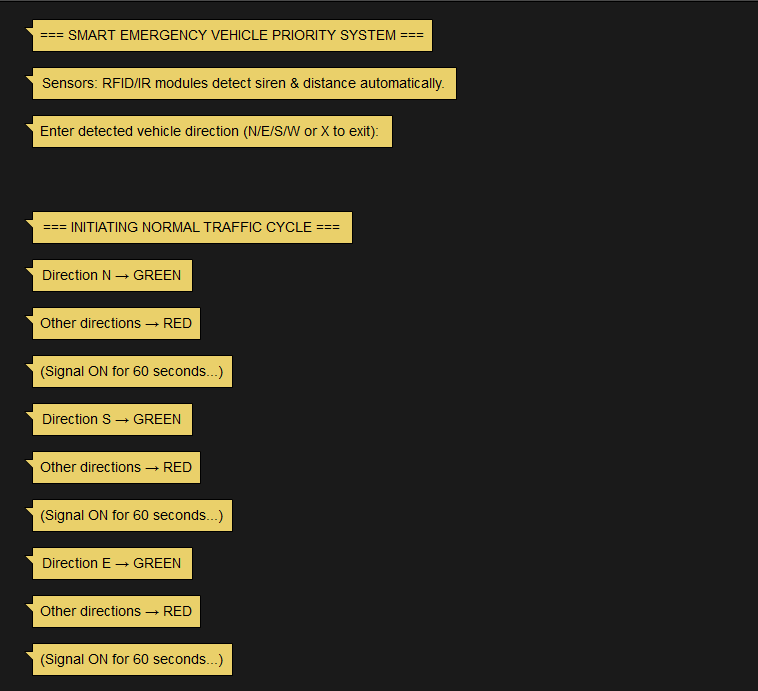 === SMART EMERGENCY VEHICLE PRIORITY SYSTEM ===
Sensors: RFID/IR modules detect siren & distance automatically.
Enter detected vehicle direction (N/E/S/W or X to exit):
=== INITIATING NORMAL TRAFFIC CYCLE ===
Direction N → GREEN
Other directions → RED
(Signal ON for 60 seconds...)
Direction S → GREEN
Other directions → RED
(Signal ON for 60 seconds...)
Direction E → GREEN
Other directions → RED
(Signal ON for 60 seconds...)